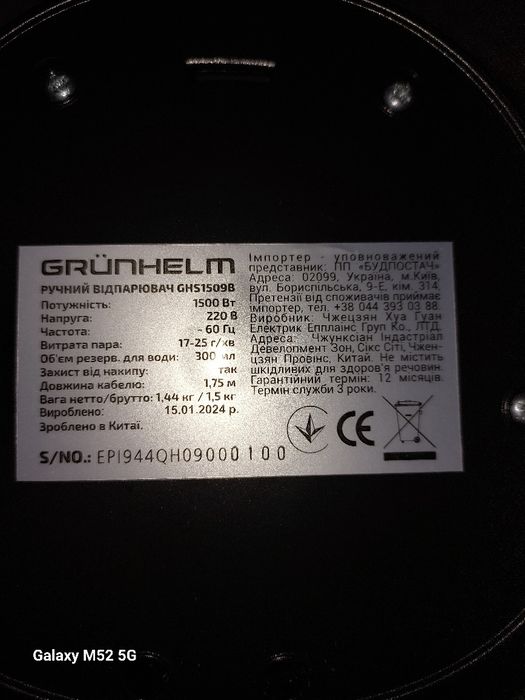 GRÜNHELM
РУЧНИЙ ВІДПАРЮВАЧ GHS1509B
Потужність: 1500 Вт
Напруга: 220 В
Частота: - 60 Гц
Витрата пара: 17-25 г/хв
Об'єм резерв. для води: 300 мл
Захист від накипу: так
Довжина кабелю: 1,75 м
Вага нетто/брутто: 1,44 кг / 1,5 кг
Вироблено: 15.01.2024 р.
Зроблено в Китаї.
S/NO.: EPI944QH09000100
Імпортер - уповноважений
представник: ПП «БУДПОСТАЧ»
Адреса: 02099, Україна, м.Київ,
вул. Бориспільська, 9-Е, кім. 314,
Претензії від споживачів приймає
імпортер, тел. +38 044 393 03 88.
Виробник: Чжецзян Хуа Гуан
Електрик Епплаінс Груп Ко., ЛТД.
Адреса: Чжунксіан Індастріал
Девелопмент Зон, Сікс Сіті, Чжен-
цзян Провінс, Китай. Не містить
шкідливих для здоров'я речовин.
Гарантійний термін: 12 місяців.
Термін служби 3 роки.
CE
Galaxy M52 5G